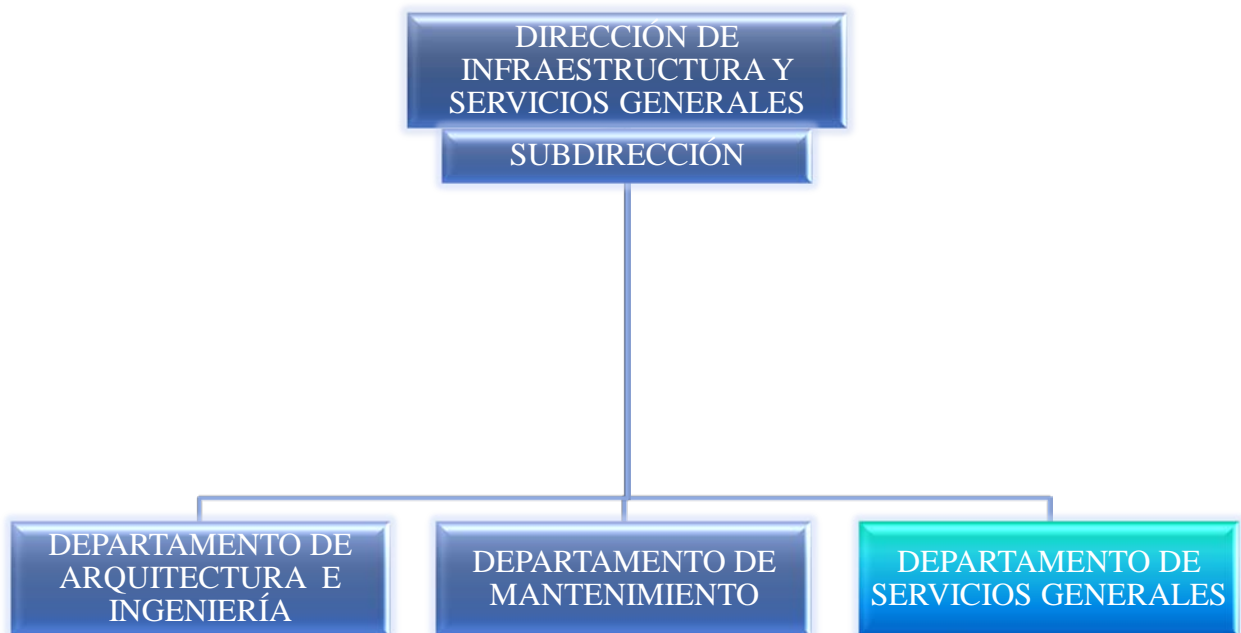 DIRECCIÓN DE
INFRAESTRUCTURA Y
SERVICIOS GENERALES
SUBDIRECCIÓN
DEPARTAMENTO DE
ARQUITECTURA E
INGENIERÍA
DEPARTAMENTO DE
MANTENIMIENTO
DEPARTAMENTO DE
SERVICIOS GENERALES